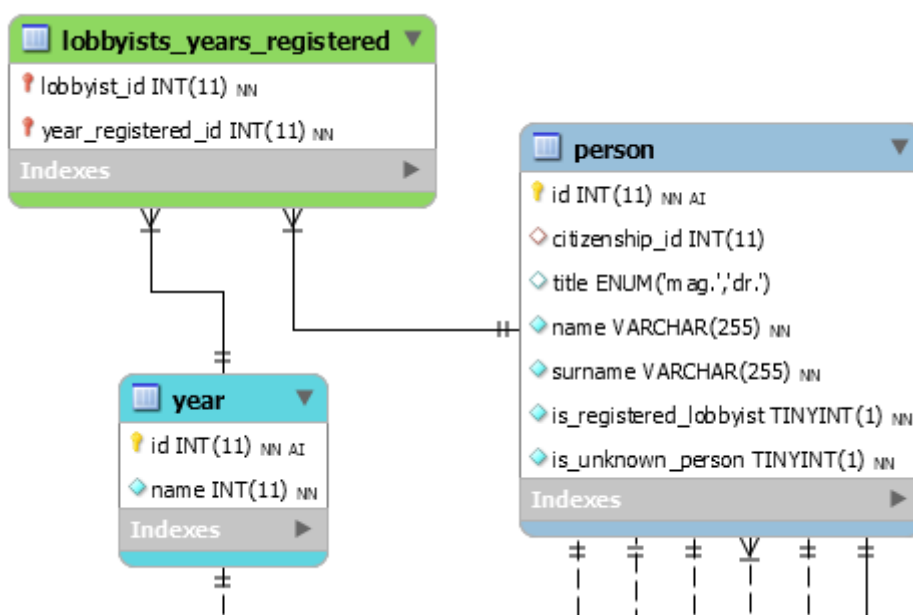 lobbyists_years_registered
lobbyist_id INT(11) NN
year_registered_id INT(11) NN
Indexes
person
id INT(11) NN AI
citizenship_id INT(11)
title ENUM('mag.','dr.')
name VARCHAR(255) NN
surname VARCHAR(255) NN
is_registered_lobbyist TINYINT(1) NN
is_unknown_person TINYINT(1) NN
Indexes
year
id INT(11) NN AI
name INT(11) NN
Indexes